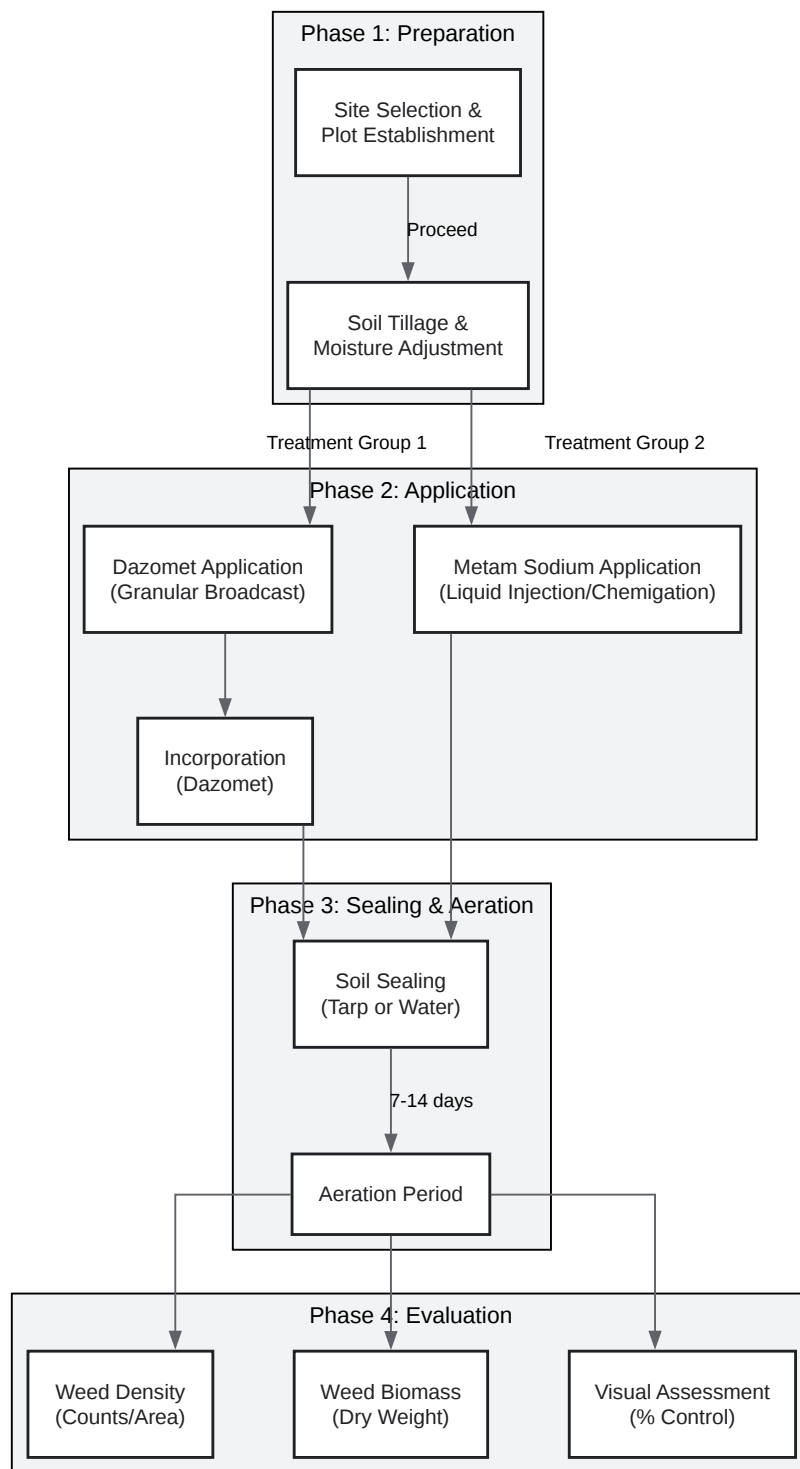 Phase 1: Preparation
Site Selection &
Plot Establishment
Proceed
Soil Tillage &
Moisture Adjustment
Treatment Group 1
Treatment Group 2
Phase 2: Application
Dazomet Application
(Granular Broadcast)
Metam Sodium Application
(Liquid Injection/Chemigation)
Incorporation
(Dazomet)
Phase 3: Sealing & Aeration
Soil Sealing
(Tarp or Water)
7-14 days
Aeration Period
Phase 4: Evaluation
Weed Density
(Counts/Area)
Weed Biomass
(Dry Weight)
Visual Assessment
(% Control)